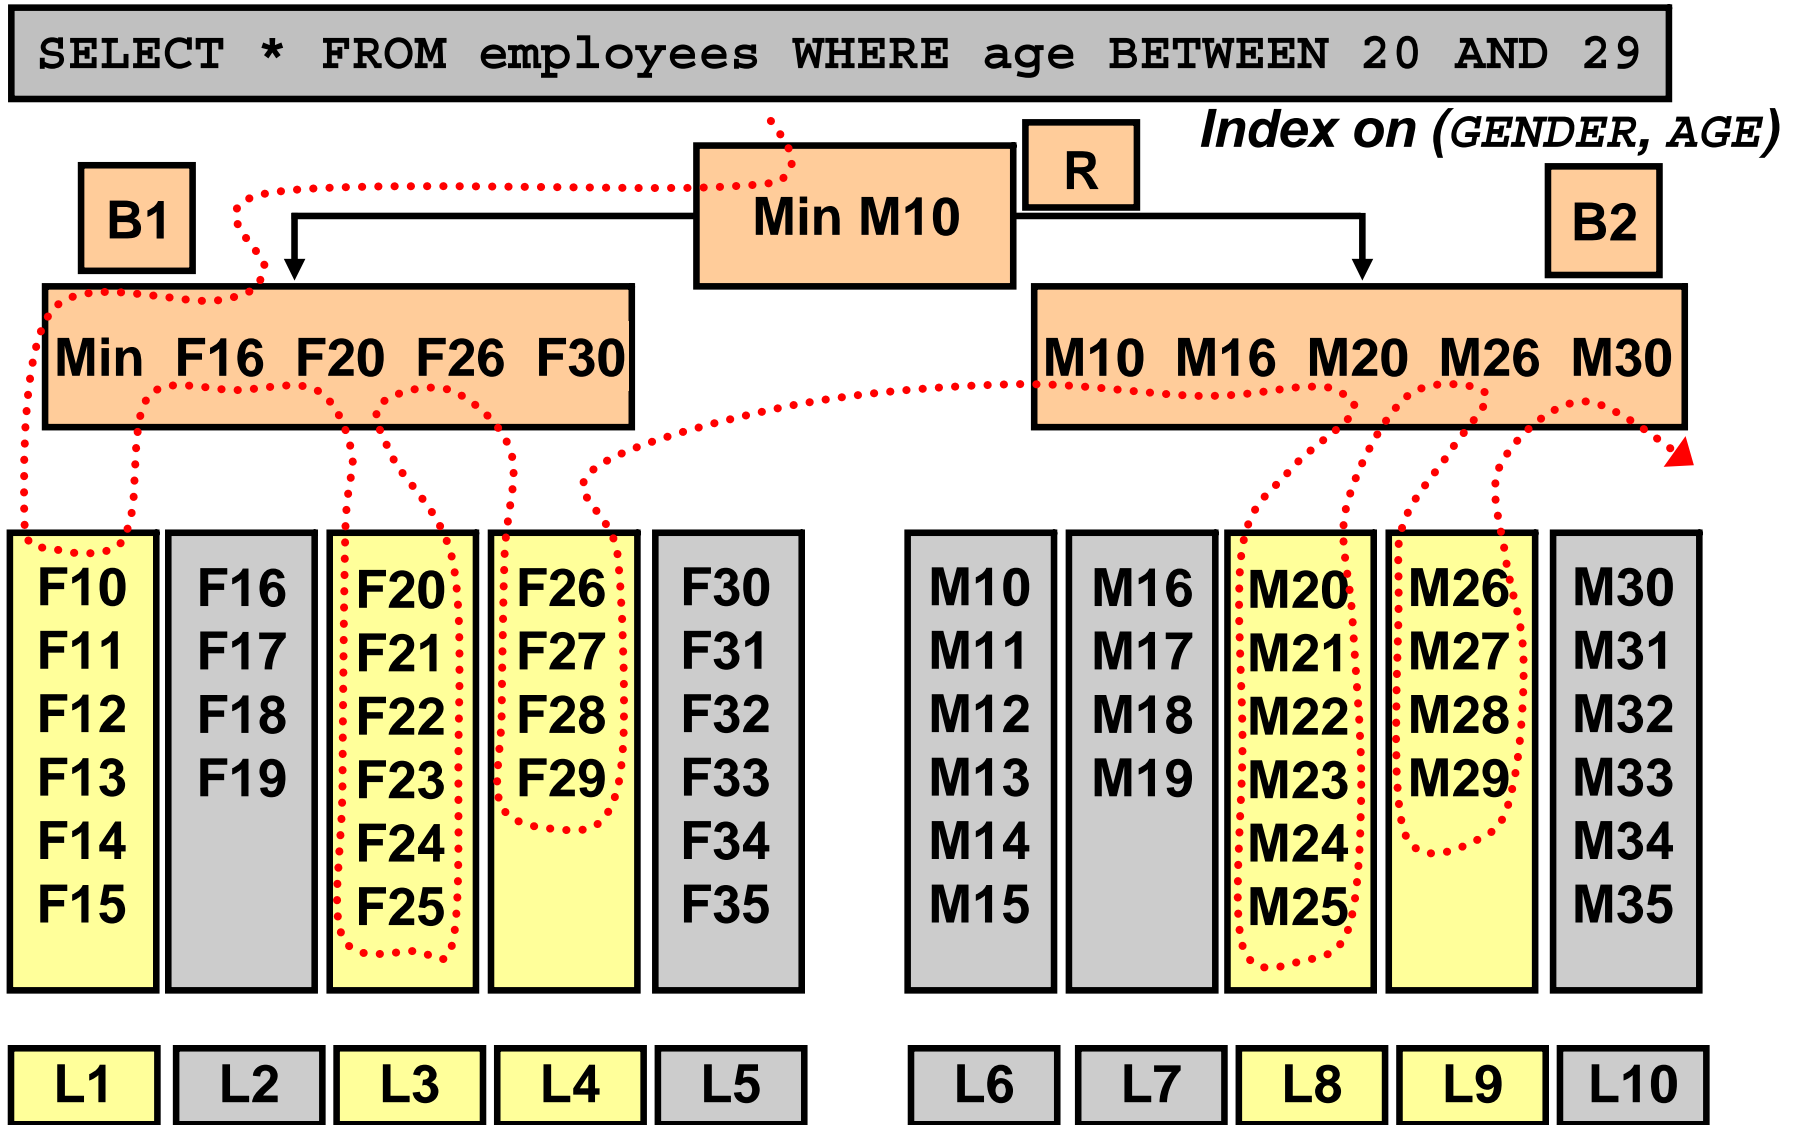 SELECT * FROM employees WHERE age BETWEEN 20 AND 29
Index on (GENDER, AGE)
R
Min M10
B1
B2
Min F16 F20 F26 F30
M10 M16 M20 M26 M30
F10 F16 F20 F26 F30 M10 M16 M20 M26 M30
F11 F17 F21 F27 F31 M11 M17 M21 M27 M31
F12 F18 F22 F28 F32 M12 M18 M22 M28 M32
F13 F19 F23 F29 F33 M13 M19 M23 M29 M33
F14 F24 F34 M14 M24 M34
F15 F25 F35 M15 M25 M35
L1 L2 L3 L4 L5 L6 L7 L8 L9 L10